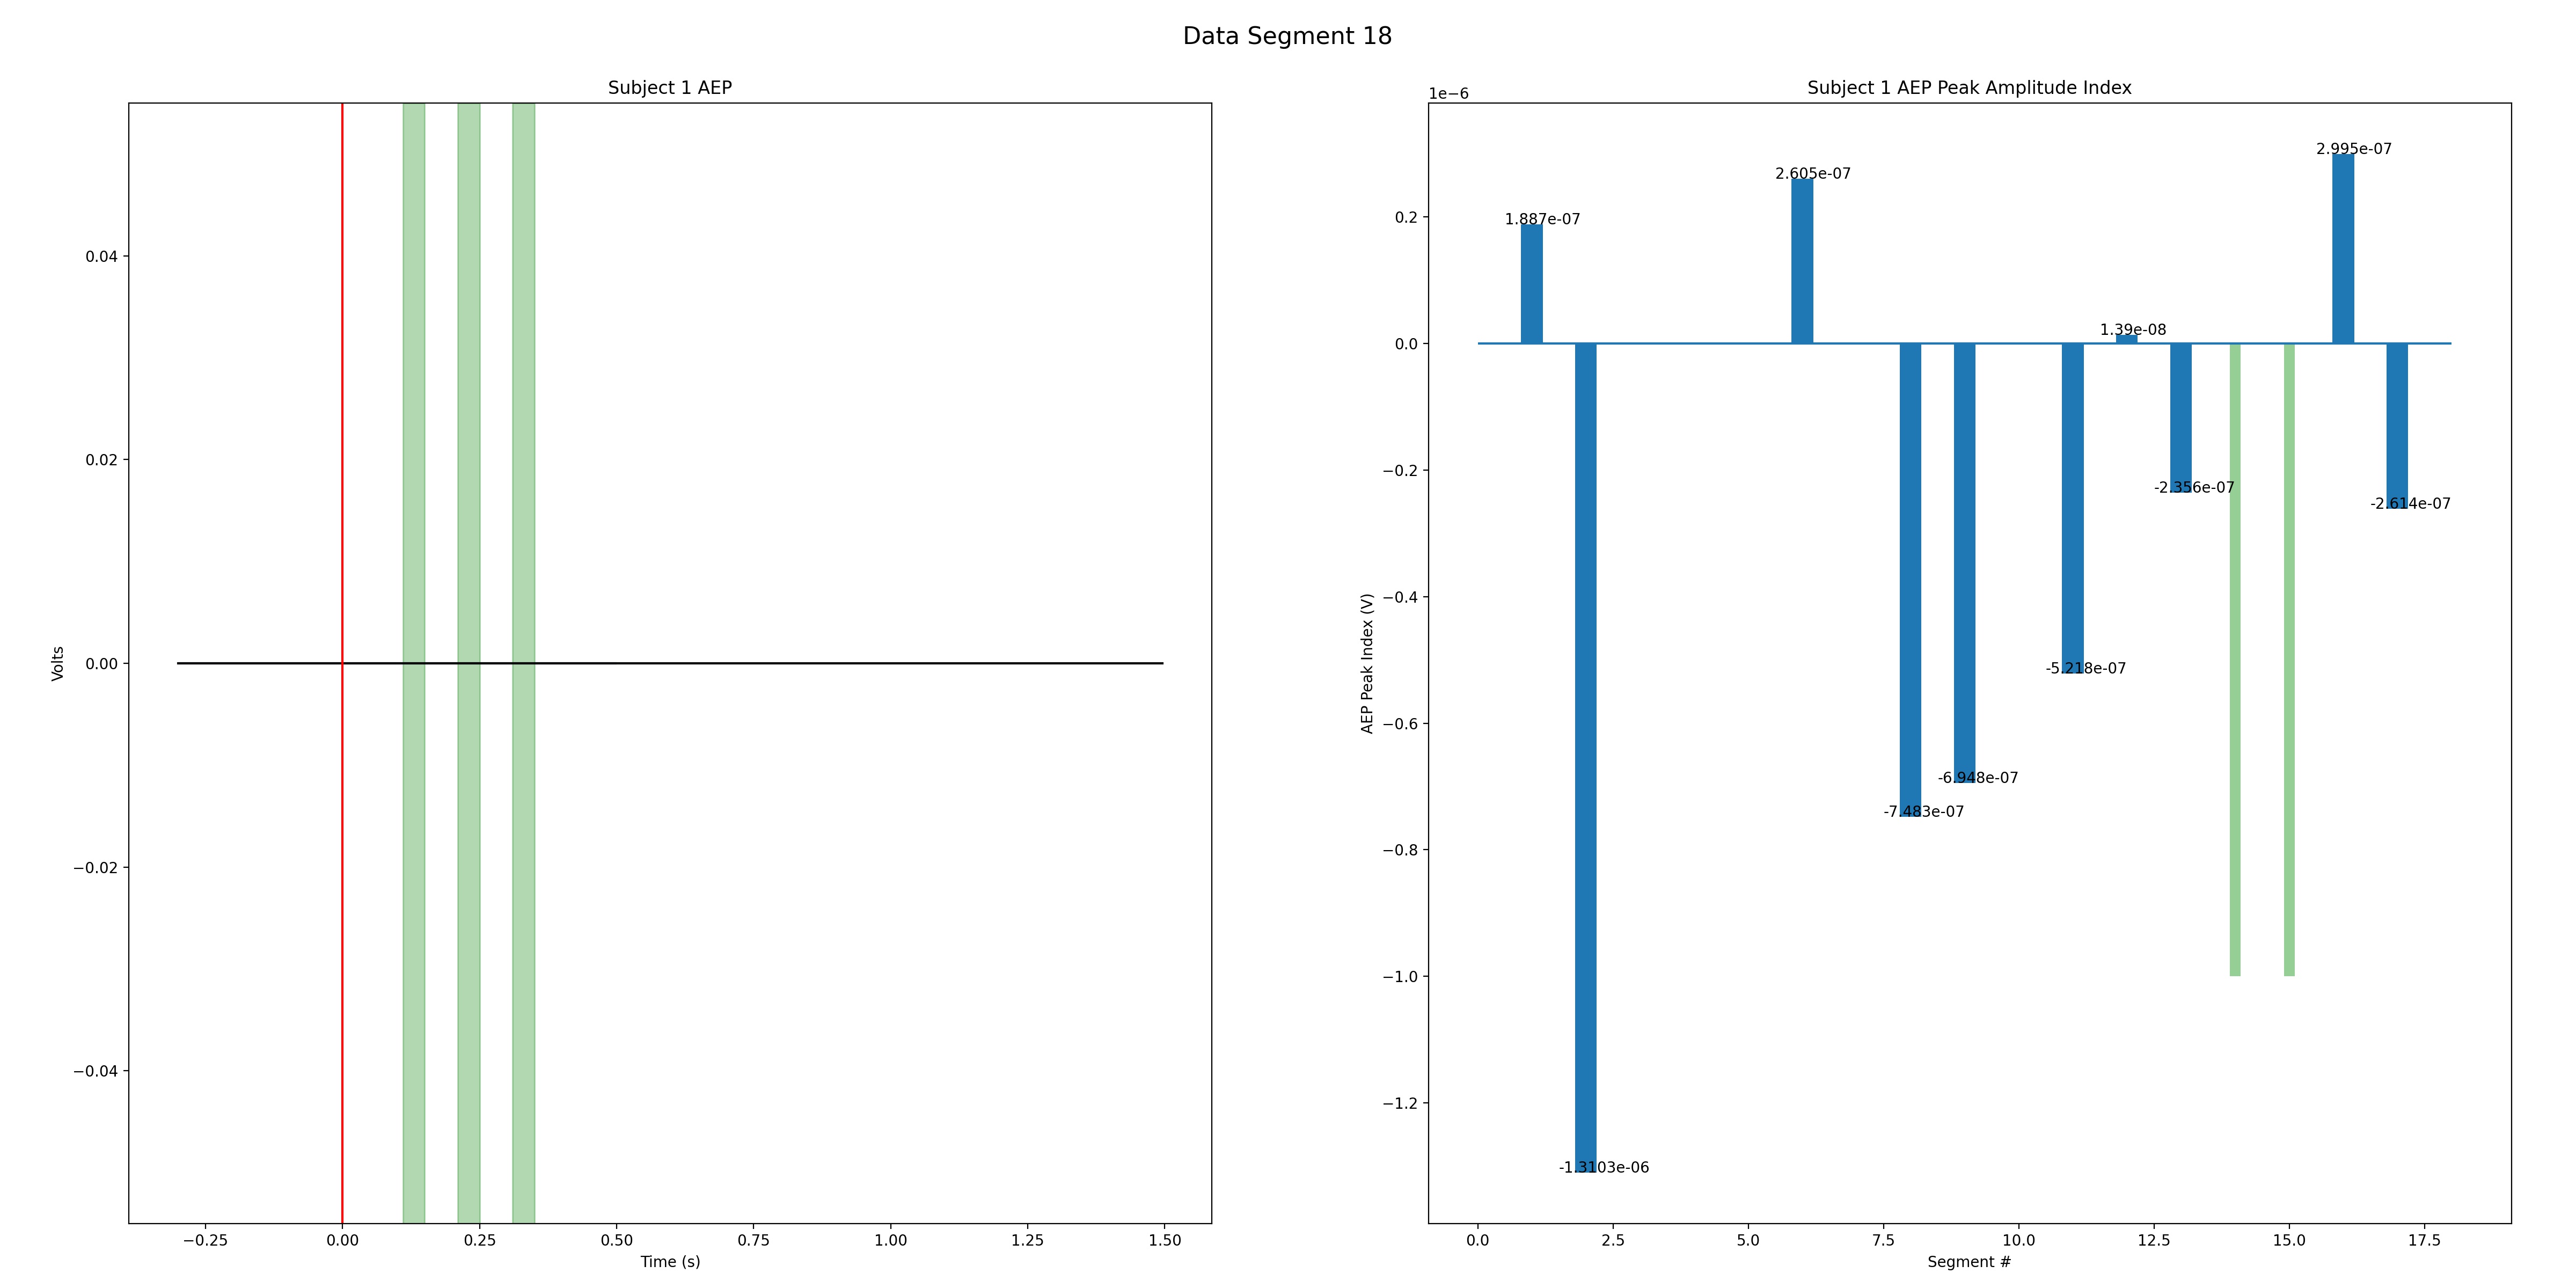 Data Segment 18
Subject 1 AEP
0.04
0.02
0.00
−0.02
−0.04
Volts
−0.25
0.00
0.25
0.50
0.75
1.00
1.25
1.50
Time (s)
Subject 1 AEP Peak Amplitude Index
1e−6
0.2
0.0
−0.2
−0.4
−0.6
−0.8
−1.0
−1.2
AEP Peak Index (V)
1.887e-07
-1.3103e-06
2.605e-07
-7.483e-07
-6.948e-07
-5.218e-07
1.39e-08
-2.356e-07
2.995e-07
-2.614e-07
0.0
2.5
5.0
7.5
10.0
12.5
15.0
17.5
Segment #